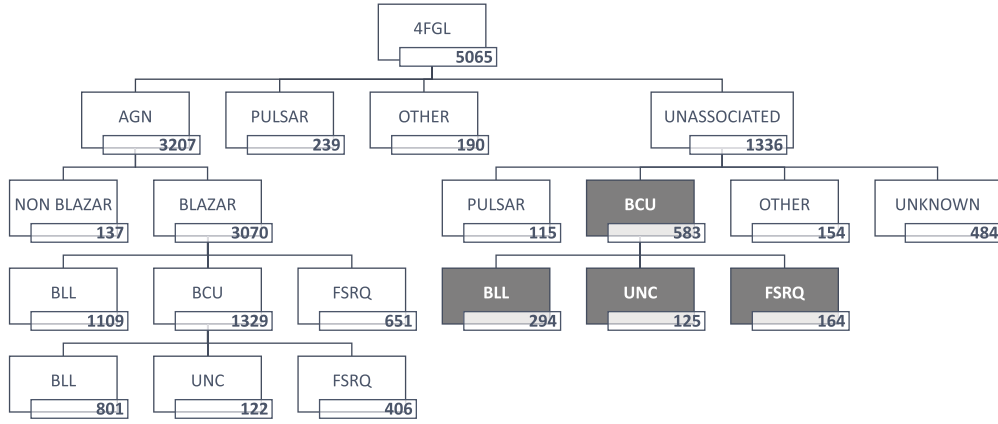 4FGL
5065
AGN
3207
PULSAR
239
OTHER
190
UNASSOCIATED
1336
NON BLAZAR
137
BLAZAR
3070
PULSAR
115
BCU
583
OTHER
154
UNKNOWN
484
BLL
1109
BCU
1329
FSRQ
651
BLL
294
UNC
125
FSRQ
164
BLL
801
UNC
122
FSRQ
406